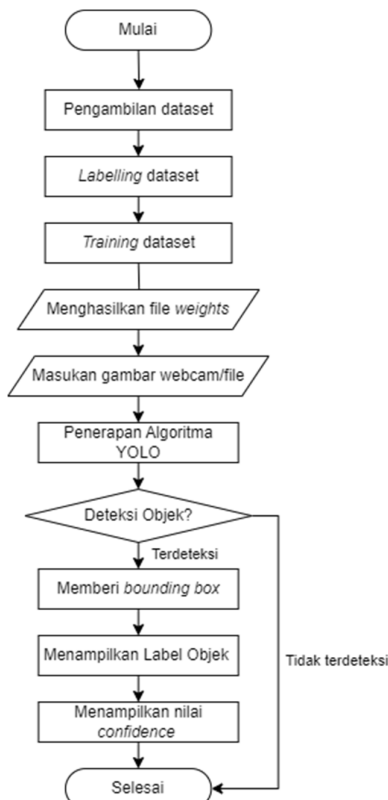 Mulai
Pengambilan dataset
Labelling dataset
Training dataset
Menghasilkan file weights
Masukan gambar webcam/file
Penerapan Algoritma
YOLO
Deteksi Objek?
Terdeteksi
Memberi bounding box
Menampilkan Label Objek
Tidak terdeteksi
Menampilkan nilai
confidence
Selesai